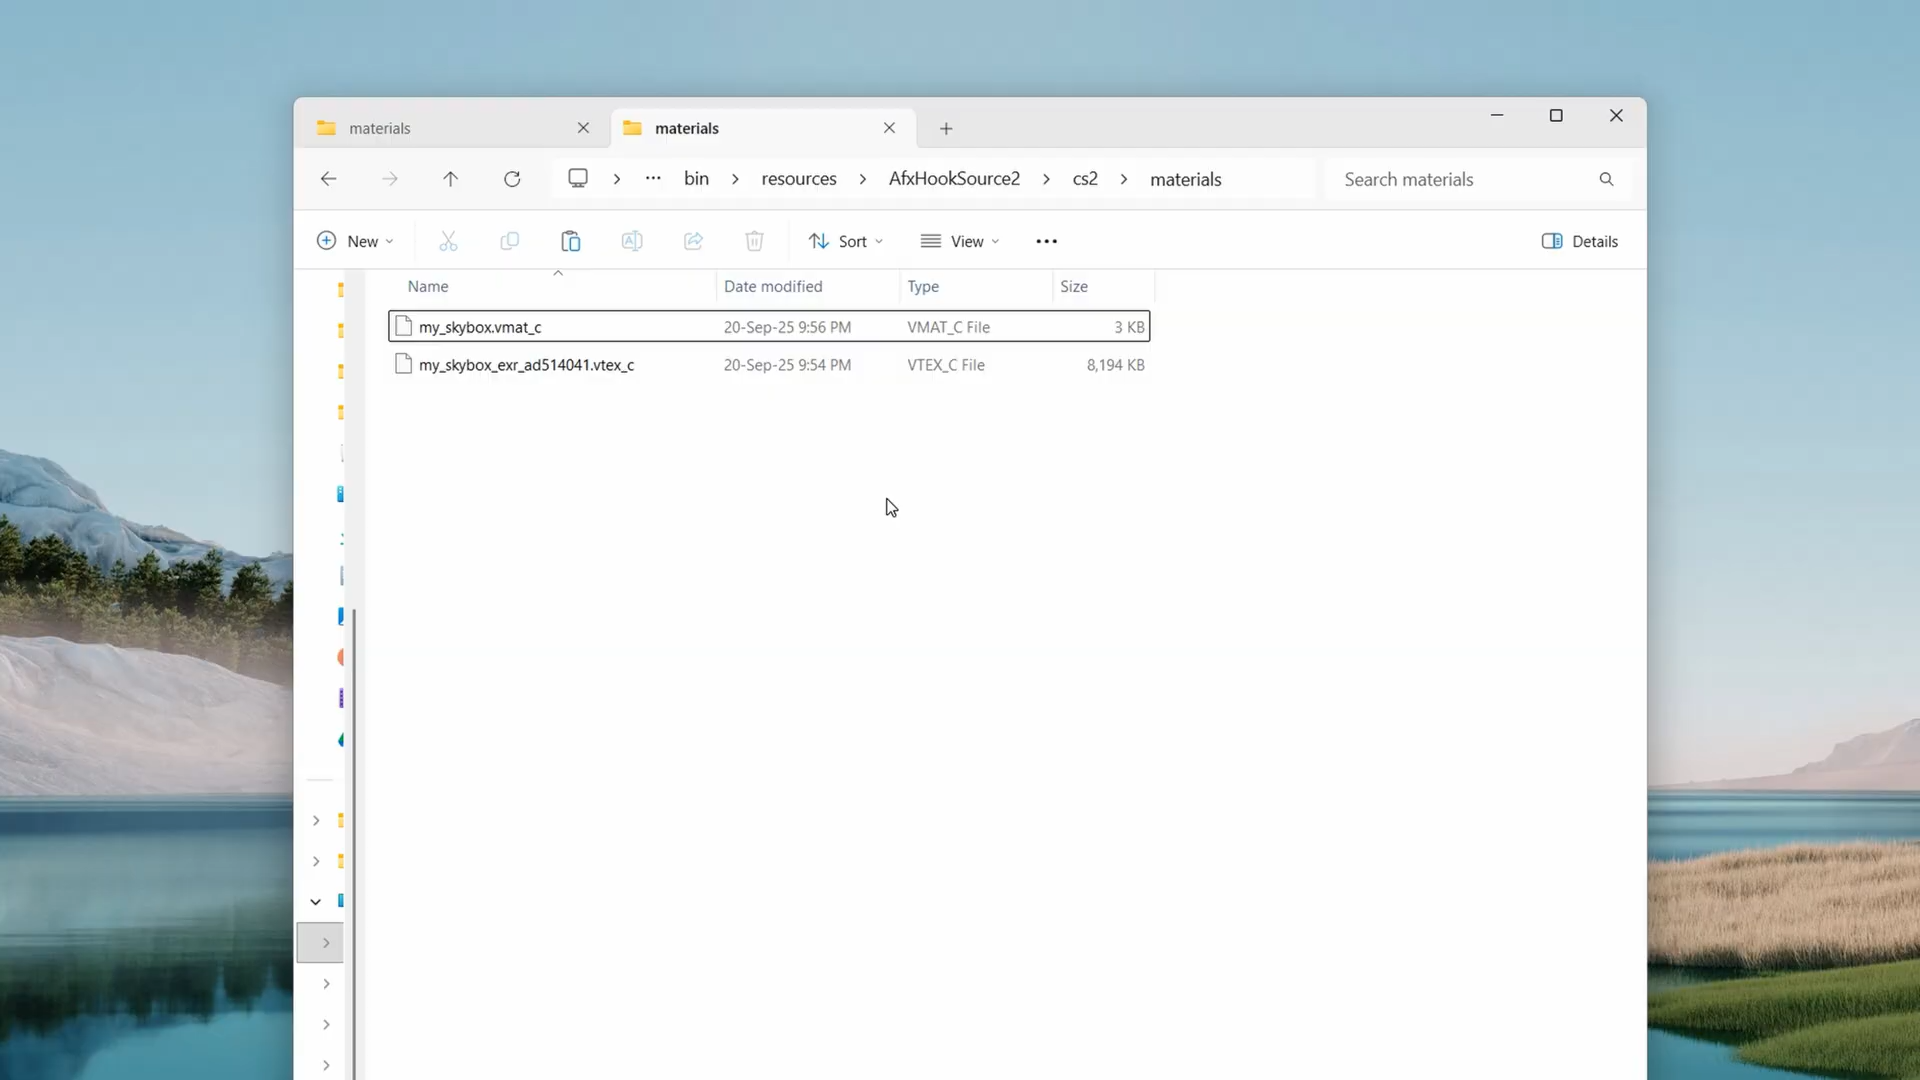 materials
materials
bin
resources
AfxHookSource2
cs2
materials
Search materials
New
Sort
View
Details
Name
Date modified
Type
Size
my_skybox.vmat_c
20-Sep-25 9:56 PM
VMAT_C File
3 KB
my_skybox_exr_ad514041.vtex_c
20-Sep-25 9:54 PM
VTEX_C File
8,194 KB